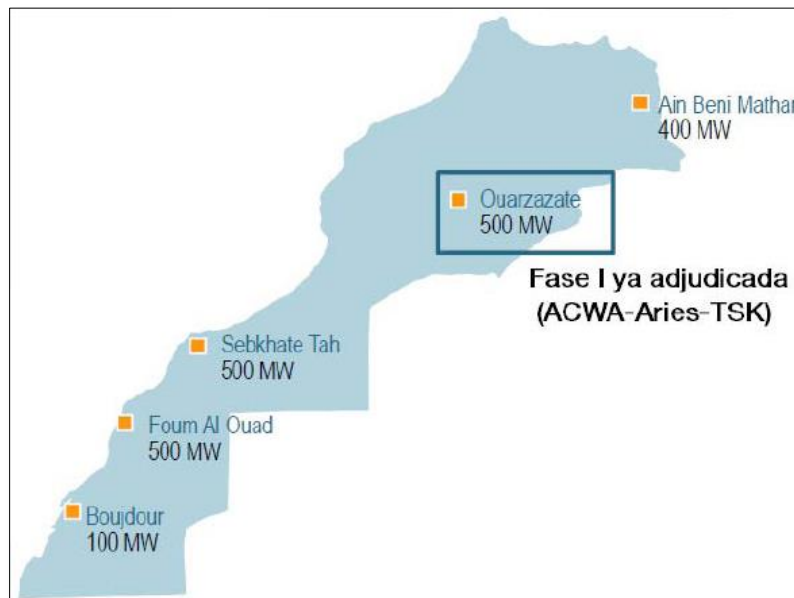 Ain Beni Mathar
400 MW
Ouarzazate
500 MW
Fase I ya adjudicada
(ACWA-Aries-TSK)
Sebkhate Tah
500 MW
Foum Al Ouad
500 MW
Boujdour
100 MW